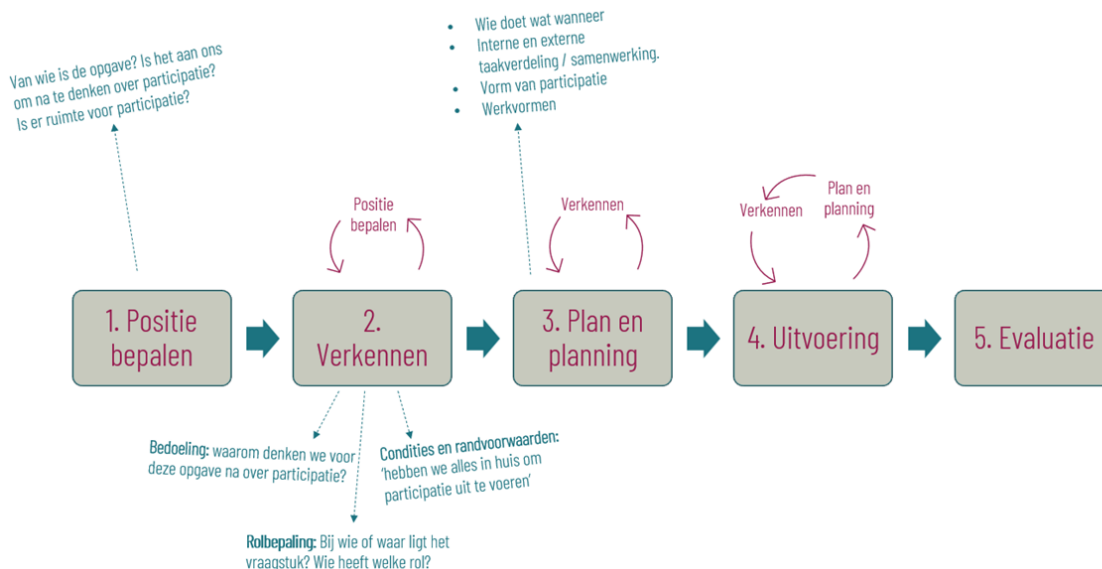 Van wie is de opgave? Is het aan ons
om na te denken over participatie?
Is er ruimte voor participatie?
• Wie doet wat wanneer
• Interne en externe
taakverdeling / samenwerking.
• Vorm van participatie
• Werkvormen
Positie
bepalen
Verkennen
Verkennen
Plan en
planning
1. Positie
bepalen
2.
Verkennen
3. Plan en
planning
4. Uitvoering
5. Evaluatie
Bedoeling: waarom denken we voor
deze opgave na over participatie?
Condities en randvoorwaarden:
'hebben we alles in huis om
participatie uit te voeren'
Rolbepaling: Bij wie of waar ligt het
vraagstuk? Wie heeft welke rol?